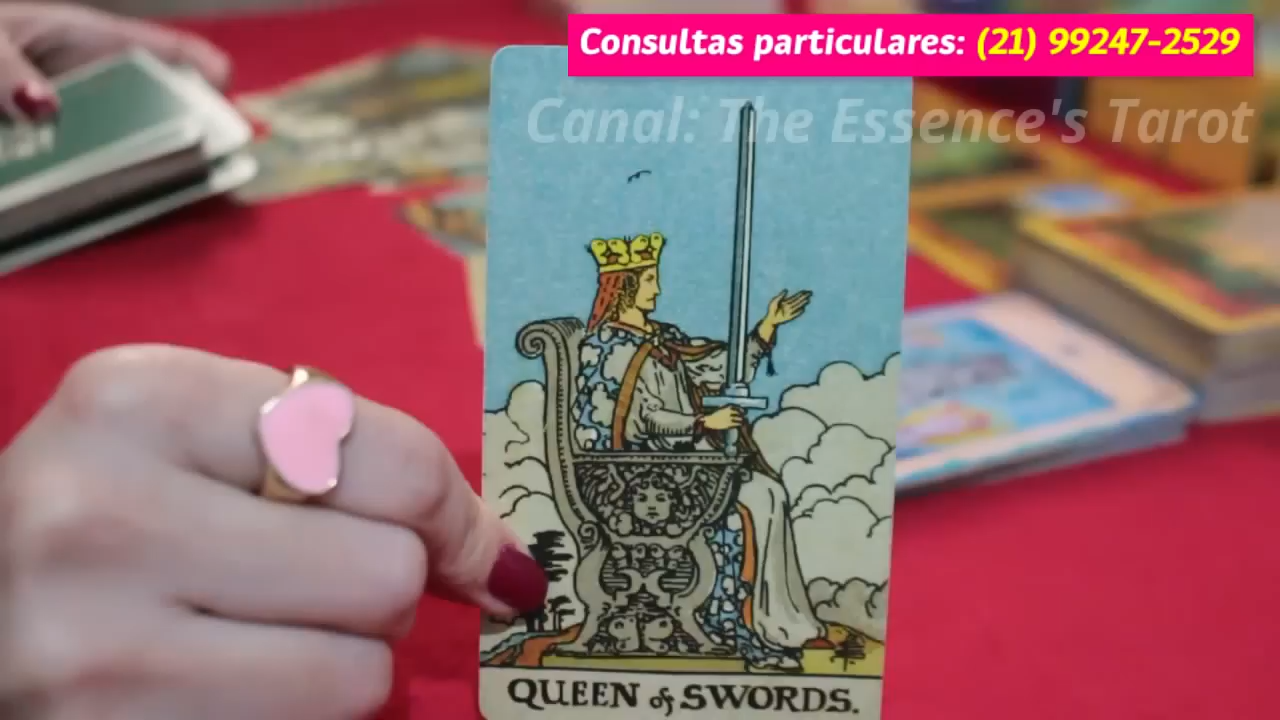 Consultas particulares: (21) 99247-2529
Canal: The Essence's Tarot
QUEEN of SWORDS.